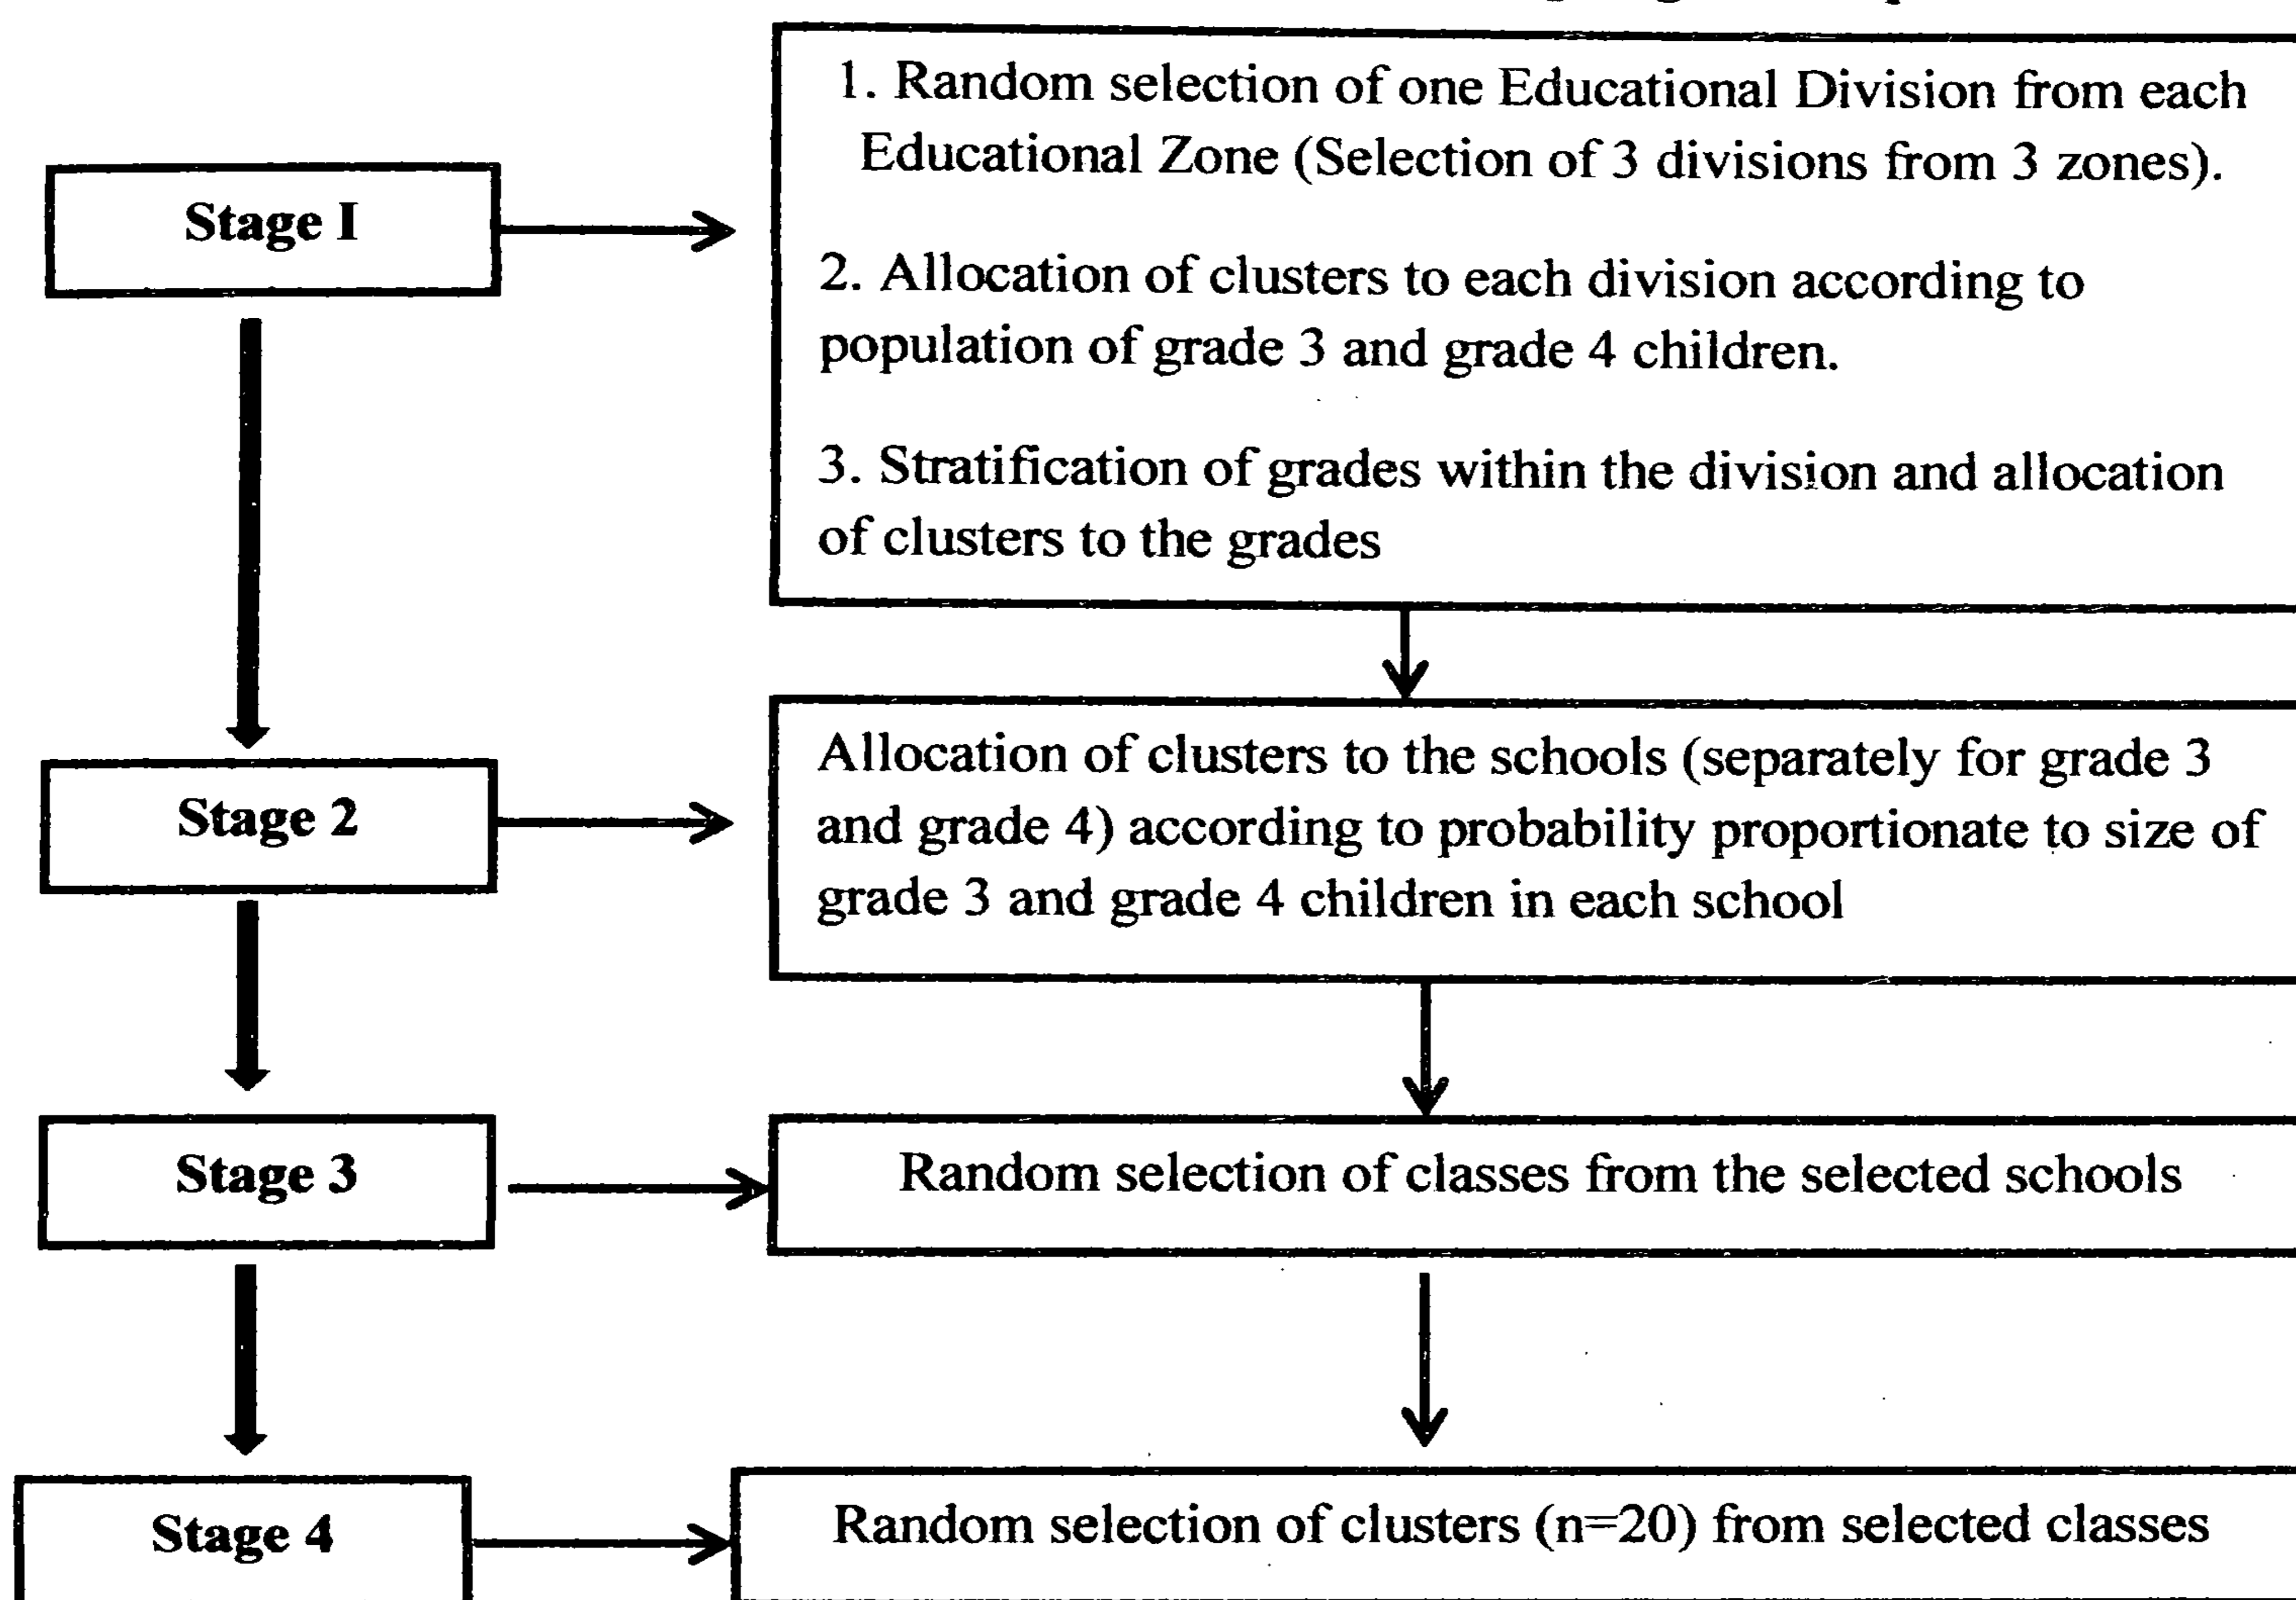 Stage I
1. Random selection of one Educational Division from each
Educational Zone (Selection of 3 divisions from 3 zones).
2. Allocation of clusters to each division according to
population of grade 3 and grade 4 children.
3. Stratification of grades within the division and allocation
of clusters to the grades
Stage 2
Allocation of clusters to the schools (separately for grade 3
and grade 4) according to probability proportionate to size of
grade 3 and grade 4 children in each school
Stage 3
Random selection of classes from the selected schools
Stage 4
Random selection of clusters (n=20) from selected classes